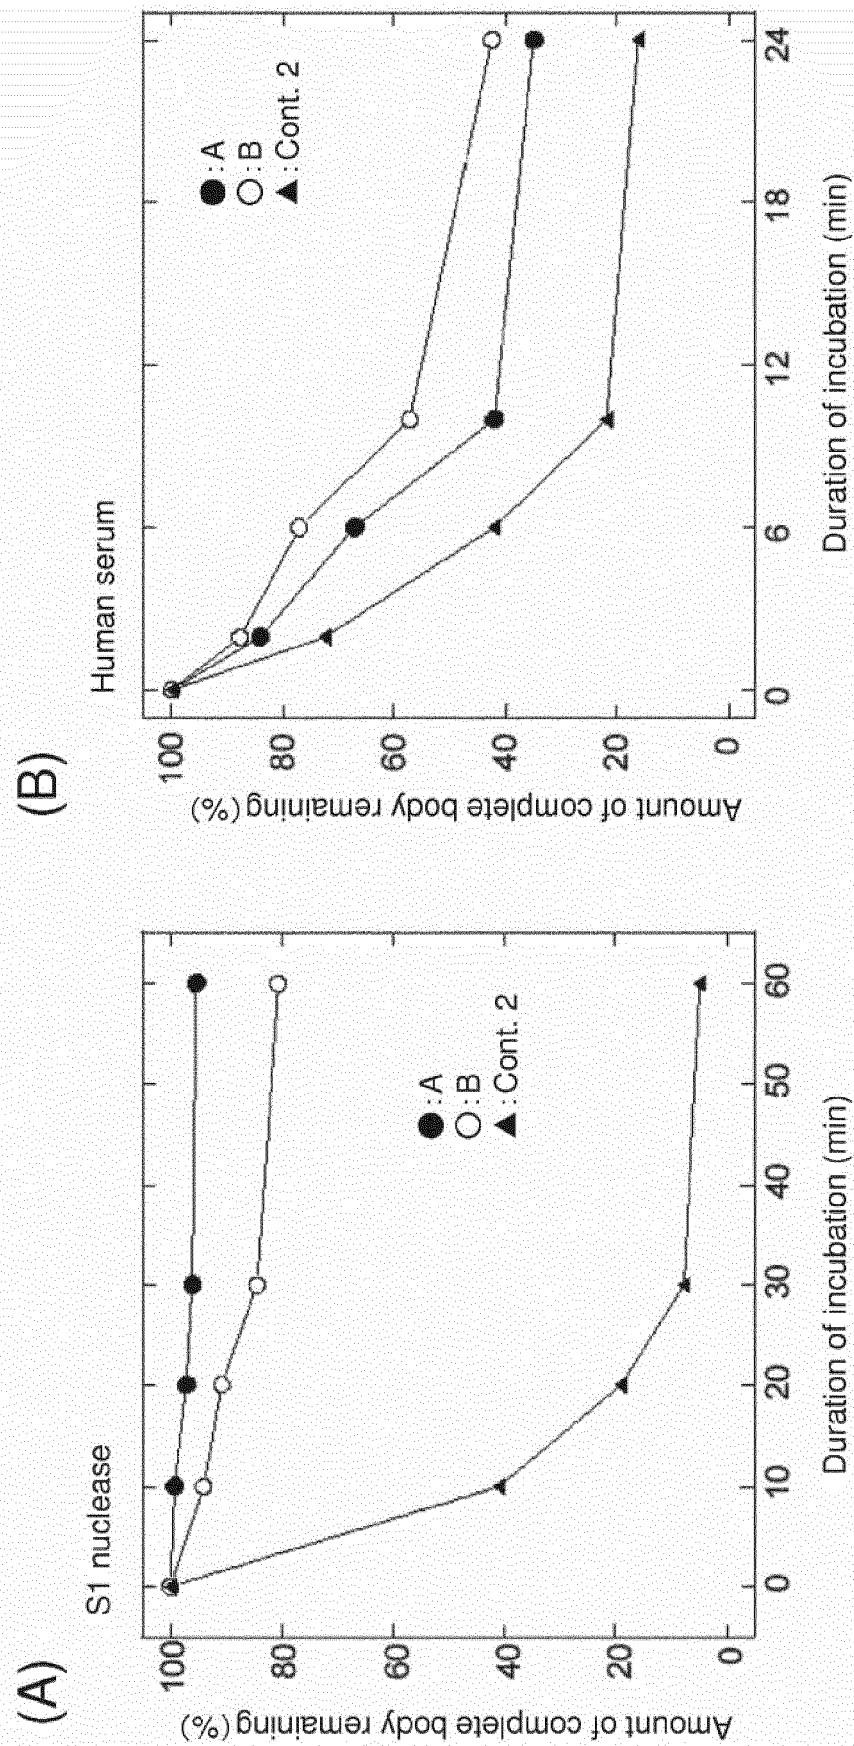 (A)
S1 nuclease
Amount of complete body remaining (%)
100
80
60
40
20
0
: A
: B
: Cont. 2
0 10 20 30 40 50 60
Duration of incubation (min)
(B)
Human serum
Amount of complete body remaining (%)
100
80
60
40
20
0
: A
: B
: Cont. 2
0 6 12 18 24
Duration of incubation (min)